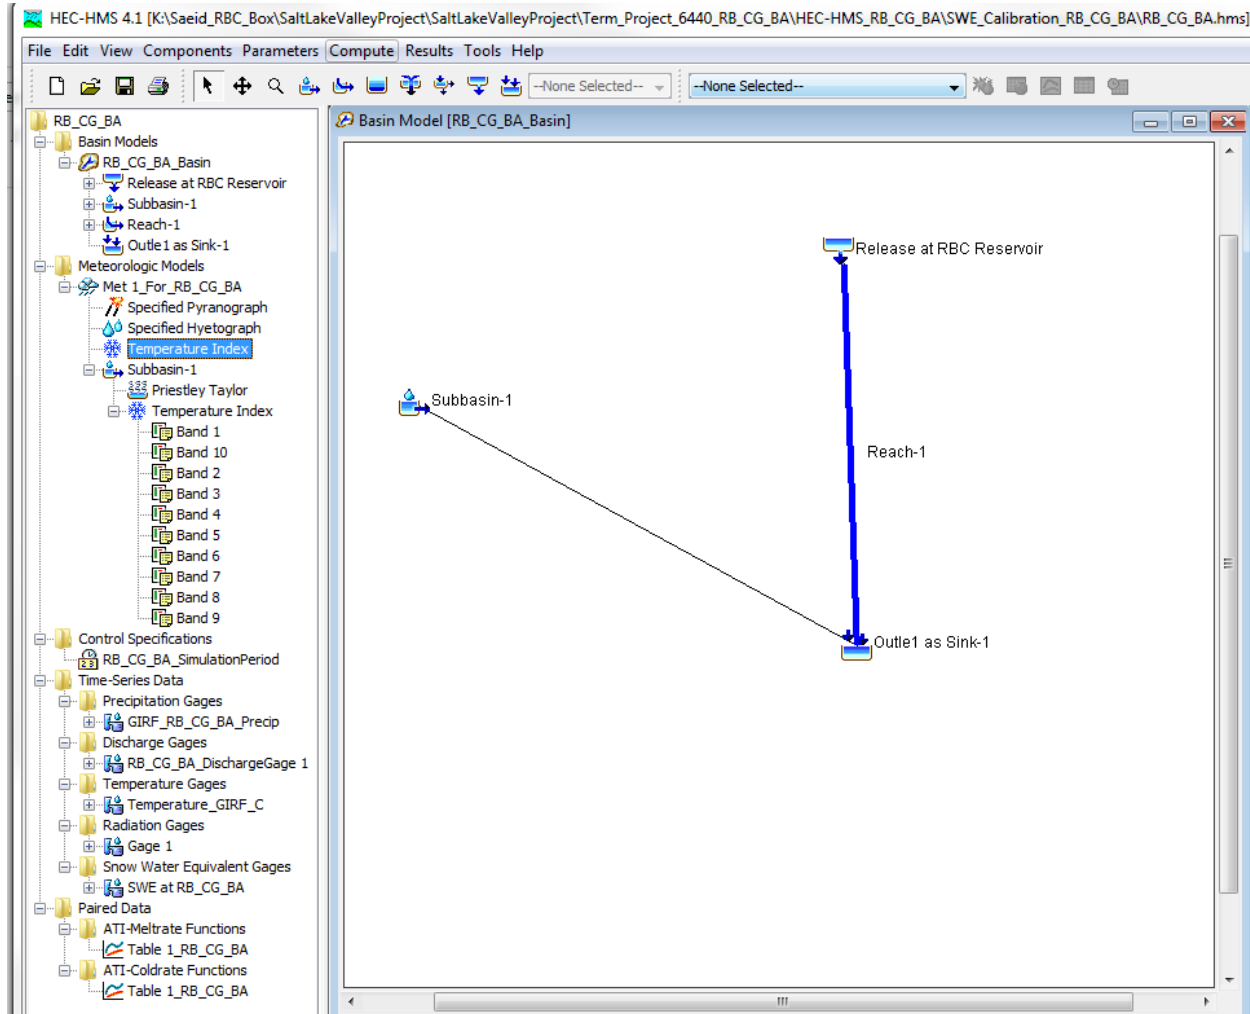 HEC-HMS 4.1 [K:\Saeid_RBC_Box\SaltLakeValleyProject\SaltLakeValleyProject\Term_Project_6440_RB_CG_BA\HEC-HMS_RB_CG_BA\SWE_Calibration_RB_CG_BA\RB_CG_BA.hms]
File Edit View Components Parameters Compute Results Tools Help
--None Selected-- --None Selected--
RB_CG_BA
Basin Models
RB_CG_BA_Basin
Release at RBC Reservoir
Subbasin-1
Reach-1
Outle1 as Sink-1
Meteorologic Models
Met 1_For_RB_CG_BA
Specified Pyranograph
Specified Hyetograph
Temperature Index
Subbasin-1
Priestley Taylor
Temperature Index
Band 1
Band 10
Band 2
Band 3
Band 4
Band 5
Band 6
Band 7
Band 8
Band 9
Control Specifications
RB_CG_BA_SimulationPeriod
Time-Series Data
Precipitation Gages
GIRF_RB_CG_BA_Precip
Discharge Gages
RB_CG_BA_DischargeGage 1
Temperature Gages
Temperature_GIRF_C
Radiation Gages
Gage 1
Snow Water Equivalent Gages
SWE at RB_CG_BA
Paired Data
ATI-Meltrate Functions
Table 1_RB_CG_BA
ATI-Coldrate Functions
Table 1_RB_CG_BA
Basin Model [RB_CG_BA_Basin]
Release at RBC Reservoir
Subbasin-1
Reach-1
Outle1 as Sink-1